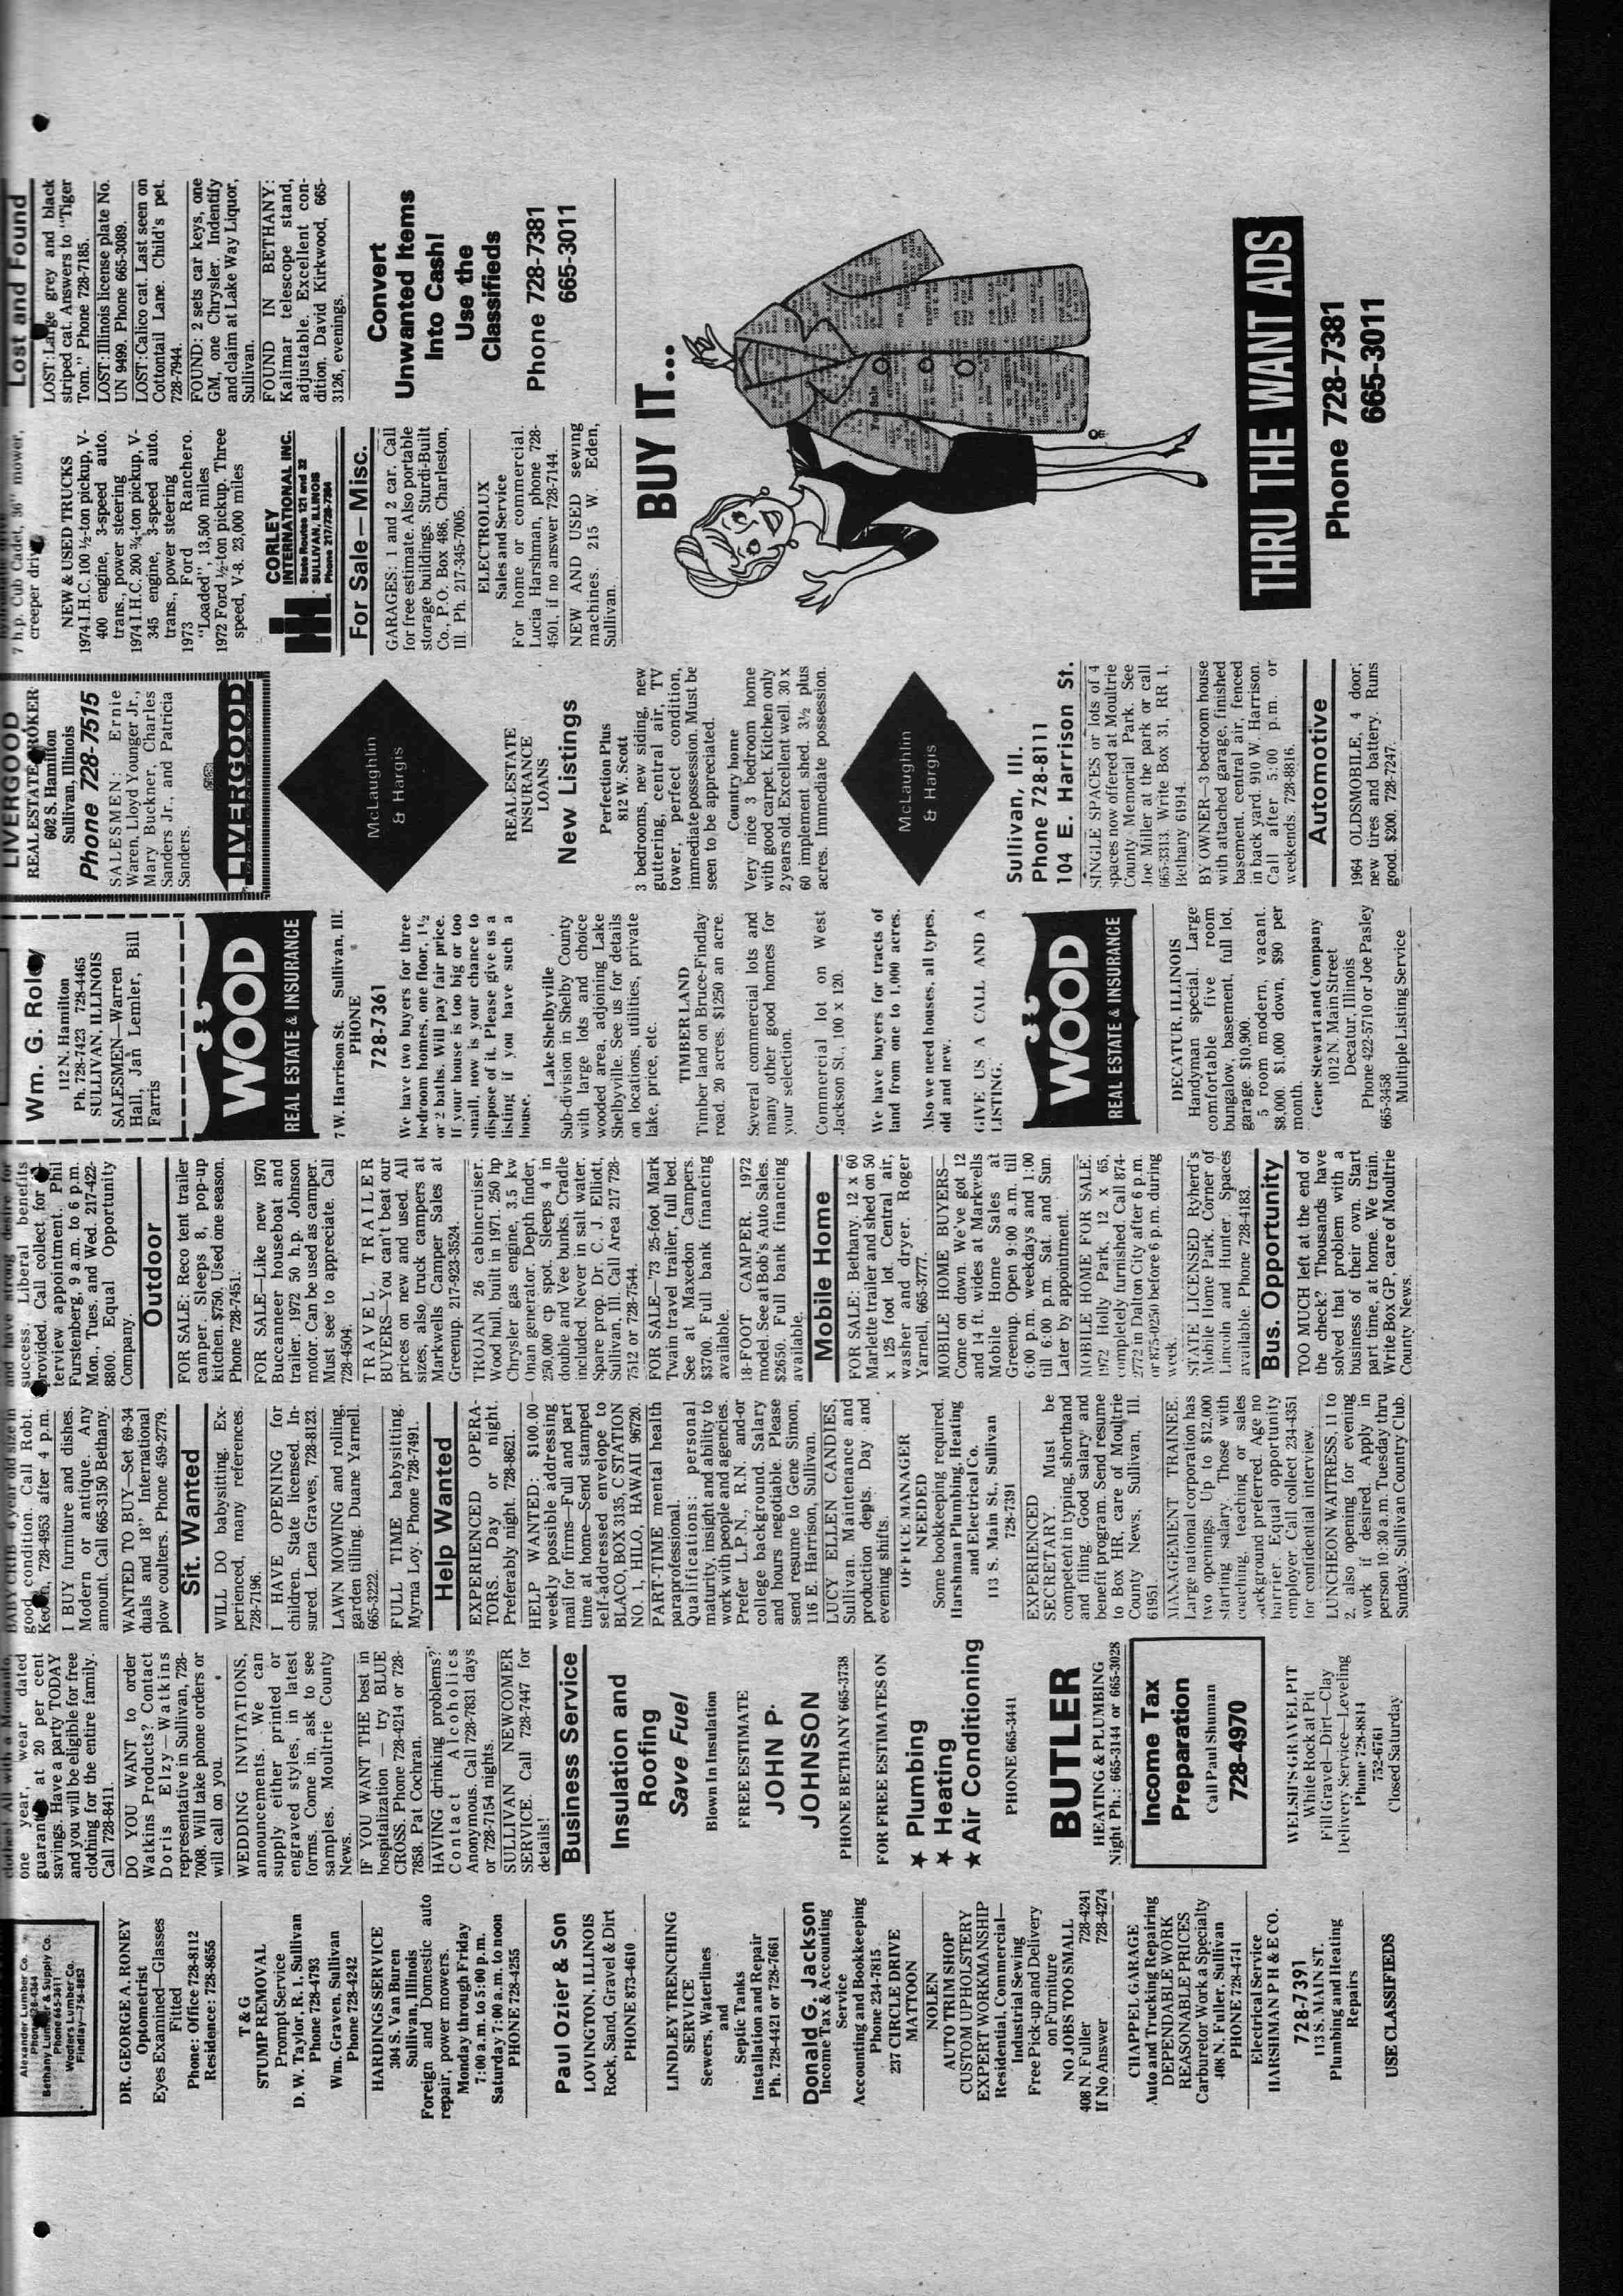 Alexander Lumber Co.
Phone 728-4344
Bethany Lumber & Supply Co.
Phone 665-3611
Wooters Lumber Co.
Findlay—756-8852
DR. GEORGE A. RONEY
Optometrist
Eyes Examined—Glasses
Fitted
Phone: Office 728-8112
Residence: 728-8655
T & G
STUMP REMOVAL
Prompt Service
D. W. Taylor, R. 1, Sullivan
Phone 728-4793
Wm. Graven, Sullivan
Phone 728-4242
HARDINGS SERVICE
304 S. Van Buren
Sullivan, Illinois
Foreign and Domestic auto
repair, power mowers.
Monday through Friday
7:00 a.m. to 5:00 p.m.
Saturday 7:00 a.m. to noon
PHONE 728-4255
Paul Ozier & Son
LOVINGTON, ILLINOIS
Rock, Sand, Gravel & Dirt
PHONE 873-4610
LINDLEY TRENCHING
SERVICE
Sewers, Waterlines
and
Septic Tanks
Installation and Repair
Ph. 728-4421 or 728-7661
Donald G. Jackson
Income Tax & Accounting
Service
Accounting and Bookkeeping
Phone 234-7815
237 CIRCLE DRIVE
MATTOON
NOLEN
AUTO TRIM SHOP
CUSTOM UPHOLSTERY
EXPERT WORKMANSHIP
Residential, Commercial—
Industrial Sewing
Free Pick-up and Delivery
on Furniture
NO JOBS TOO SMALL
408 N. Fuller 728-4241
If No Answer 728-4274
CHAPPEL GARAGE
Auto and Trucking Repairing
DEPENDABLE WORK
REASONABLE PRICES
Carburetor Work a Specialty
408 N. Fuller, Sullivan
PHONE 728-4741
Electrical Service
HARSHMAN P H & E CO.
728-7391
113 S. MAIN ST.
Plumbing and Heating
Repairs
USE CLASSIFIEDS
one year, wear dated
guarantee at 20 per cent
savings. Have a party TODAY
and you will be eligible for free
clothing for the entire family.
Call 728-8411.
DO YOU WANT to order
Watkins Products? Contact
Doris Elzy—Watkins
representative in Sullivan, 728-
7008. Will take phone orders or
will call on you.
WEDDING INVITATIONS,
announcements. We can
supply either printed or
engraved styles, in latest
forms. Come in, ask to see
samples. Moultrie County
News.
IF YOU WANT THE best in
hospitalization — try BLUE
CROSS. Phone 728-4214 or 728-
7858. Pat Cochran.
HAVING drinking problems?
Contact Alcoholics
Anonymous. Call 728-7831 days
or 728-7154 nights.
SULLIVAN NEWCOMER
SERVICE. Call 728-7447 for
details!
Business Service
Insulation and
Roofing
Save Fuel
Blown In Insulation
FREE ESTIMATE
JOHN P.
JOHNSON
PHONE BETHANY 665-3738
FOR FREE ESTIMATES ON
★ Plumbing
★ Heating
★ Air Conditioning
PHONE 665-3441
BUTLER
HEATING & PLUMBING
Night Ph.: 665-3144 or 665-3028
Income Tax
Preparation
Call Paul Shuman
728-4970
WELSH'S GRAVEL PIT
White Rock at Pit
Fill Gravel—Dirt—Clay
Delivery Service—Leveling
Phone 728-8814
752-6761
Closed Saturday
BABY CRIB 6 year old size in
good condition. Call Robt.
728-4953 after 4 p.m.
I BUY furniture and dishes.
Modern or antique. Any
amount. Call 665-3150 Bethany.
WANTED TO BUY—Set 69-34
duals and 18" International
plow coulters. Phone 459-2779.
Sit. Wanted
WILL DO babysitting. Ex-
perienced, many references.
728-7196.
I HAVE OPENING for
children. State licensed. In-
sured. Lena Graves, 728-8123.
LAWN MOWING and rolling,
garden tilling. Duane Yarnell.
665-3222.
FULL TIME babysitting.
Myrna Loy. Phone 728-7491.
Help Wanted
EXPERIENCED OPERA-
TORS. Day or night.
Preferably night. 728-8621.
HELP WANTED: $100.00
weekly possible addressing
mail for firms—Full and part
time at home—Send stamped
self-addressed envelope to
BLACO, BOX 3135, C STATION
NO. 1, HILO, HAWAII 96720.
PART-TIME mental health
paraprofessional.
Qualifications: personal
maturity, insight and ability to
work with people and agencies.
Prefer L.P.N., R.N. and-or
college background. Salary
and hours negotiable. Please
send resume to Gene Simon,
116 E. Harrison, Sullivan.
LUCY ELLEN CANDIES,
Sullivan. Maintenance and
production depts. Day and
evening shifts.
OFFICE MANAGER
NEEDED
Some bookkeeping required.
Harshman Plumbing, Heating
and Electrical Co.
113 S. Main St., Sullivan
728-7391
EXPERIENCED
SECRETARY. Must be
competent in typing, shorthand
and filing. Good salary and
benefit program. Send resume
to Box HR, care of Moultrie
County News, Sullivan, Ill.
61951.
MANAGEMENT TRAINEE.
Large national corporation has
two openings. Up to $12,000
starting salary. Those with
coaching, teaching or sales
background preferred. Age no
barrier. Equal opportunity
employer. Call collect 234-4351
for confidential interview.
LUNCHEON WAITRESS, 11 to
2, also opening for evening
work if desired. Apply in
person 10:30 a.m. Tuesday thru
Sunday. Sullivan Country Club.
and have strong desire for
success. Liberal benefits
provided. Call collect for
terview appointment. Phil
Furstenberg, 9 a.m. to 6 p.m.
Mon., Tues. and Wed. 217-422-
8800. Equal Opportunity
Company.
Outdoor
FOR SALE: Reco tent trailer
camper. Sleeps 8, pop-up
kitchen. $750. Used one season.
Phone 728-7451.
FOR SALE—Like new 1970
Buccanneer houseboat and
trailer. 1972 50 h.p. Johnson
motor. Can be used as camper.
Must see to appreciate. Call
728-4504.
TRAVEL TRAILER
BUYERS—You can't beat our
prices on new and used. All
sizes, also truck campers at
Markwells Camper Sales at
Greenup. 217-923-3524.
TROJAN 26 cabincruiser.
Wood hull, built in 1971. 250 hp
Chrysler gas engine, 3.5 kw
Onan generator. Depth finder,
250,000 cp spot. Sleeps 4 in
double and Vee bunks. Cradle
included. Never in salt water.
Spare prop. Dr. C. J. Elliott,
Sullivan, Ill. Call Area 217 728-
7512 or 728-7544.
FOR SALE—'73 25-foot Mark
Twain travel trailer, full bed.
See at Maxedon Campers.
$3700. Full bank financing
available.
18-FOOT CAMPER. 1972
model. See at Bob's Auto Sales.
$2650. Full bank financing
available.
Mobile Home
FOR SALE: Bethany. 12 x 60
Marlette trailer and shed on 50
x 125 foot lot. Central air,
washer and dryer. Roger
Yarnell, 665-3777.
MOBILE HOME BUYERS—
Come on down. We've got 12
and 14 ft. wides at Markwells
Mobile Home Sales at
Greenup. Open 9:00 a.m. till
6:00 p.m. weekdays and 1:00
till 6:00 p.m. Sat. and Sun.
Later by appointment.
MOBILE HOME FOR SALE:
1972 Holly Park, 12 x 65,
completely furnished. Call 874-
2772 in Dalton City after 6 p.m.
or 875-0250 before 6 p.m. during
week.
STATE LICENSED Ryherd's
Mobile Home Park. Corner of
Lincoln and Hunter. Spaces
available. Phone 728-4183.
Bus. Opportunity
TOO MUCH left at the end of
the check? Thousands have
solved that problem with a
business of their own. Start
part time, at home. We train.
Write Box GP, care of Moultrie
County News.
Wm. G. Roley
112 N. Hamilton
Ph. 728-7423 728-4465
SULLIVAN, ILLINOIS
SALESMEN—Warren
Hall, Jan Lemler, Bill
Farris
WOOD
REAL ESTATE & INSURANCE
7 W. Harrison St. Sullivan, Ill.
PHONE
728-7361
We have two buyers for three
bedroom homes, one floor, 1½
or 2 baths. Will pay fair price.
If your house is too big or too
small, now is your chance to
dispose of it. Please give us a
listing if you have such a
house.
Lake Shelbyville
Sub-division in Shelby County
with large lots and choice
wooded area, adjoining Lake
Shelbyville. See us for details
on locations, utilities, private
lake, price, etc.
TIMBER LAND
Timber land on Bruce-Findlay
road. 20 acres. $1250 an acre.
Several commercial lots and
many other good homes for
your selection.
Commercial lot on West
Jackson St., 100 x 120.
We have buyers for tracts of
land from one to 1,000 acres.
Also we need houses, all types,
old and new.
GIVE US A CALL AND A
LISTING.
WOOD
REAL ESTATE & INSURANCE
DECATUR, ILLINOIS
Handyman special. Large
comfortable five room
bungalow, basement, full lot,
garage. $10,900.
5 room modern, vacant.
$8,000. $1,000 down, $90 per
month.
Gene Stewart and Company
1012 N. Main Street
Decatur, Illinois
Phone 422-5710 or Joe Pasley
665-3458
Multiple Listing Service
LIVERGOOD
REAL ESTATE BROKER
602 S. Hamilton
Sullivan, Illinois
Phone 728-7515
SALESMEN: Ernie
Waren, Lloyd Younger Jr.,
Mary Buckner, Charles
Sanders Jr., and Patricia
Sanders.
LIVERGOOD
McLaughlin
& Hargis
REAL ESTATE
INSURANCE
LOANS
New Listings
Perfection Plus
812 W. Scott
3 bedrooms, new siding, new
guttering, central air, TV
tower, perfect condition,
immediate possession. Must be
seen to be appreciated.
Country home
Very nice 3 bedroom home
with good carpet. Kitchen only
2 years old. Excellent well. 30 x
60 implement shed. 3½ plus
acres. Immediate possession.
McLaughlin
& Hargis
Sullivan, Ill.
Phone 728-8111
104 E. Harrison St.
SINGLE SPACES or lots of 4
spaces now offered at Moultrie
County Memorial Park. See
Joe Miller at the park or call
665-3313. Write Box 31, RR 1,
Bethany 61914.
BY OWNER—3 bedroom house
with attached garage, finished
basement, central air, fenced
in back yard. 910 W. Harrison.
Call after 5:00 p.m. or
weekends. 728-8816.
Automotive
1964 OLDSMOBILE, 4 door;
new tires and battery. Runs
good. $200. 728-7247.
7 h.p. Cub Cadet, 36" mower,
creeper drive
NEW & USED TRUCKS
1974 I.H.C. 100 ½-ton pickup, V-
400 engine, 3-speed auto.
trans., power steering
1974 I.H.C. 200 ¾-ton pickup, V-
345 engine, 3-speed auto.
trans., power steering
1973 Ford Ranchero.
"Loaded", 13,500 miles
1972 Ford ½-ton pickup. Three
speed, V-8. 23,000 miles
CORLEY
INTERNATIONAL INC.
State Routes 121 and 32
SULLIVAN, ILLINOIS
Phone 217/728-7384
For Sale—Misc.
GARAGES: 1 and 2 car. Call
for free estimate. Also portable
storage buildings. Sturdi-Built
Co., P.O. Box 486, Charleston,
Ill. Ph. 217-345-7005.
ELECTROLUX
Sales and Service
For home or commercial.
Lucia Harshman, phone 728-
4501, if no answer 728-7144.
NEW AND USED sewing
machines. 215 W. Eden,
Sullivan.
Lost and Found
LOST: Large grey and black
striped cat. Answers to "Tiger
Tom." Phone 728-7185.
LOST: Illinois license plate No.
UN 9499. Phone 665-3089.
LOST: Calico cat. Last seen on
Cottontail Lane. Child's pet.
728-7944.
FOUND: 2 sets car keys, one
GM, one Chrysler. Indentify
and claim at Lake Way Liquor,
Sullivan.
FOUND IN BETHANY:
Kalimar telescope stand,
adjustable. Excellent con-
dition. David Kirkwood, 665-
3126, evenings.
Convert
Unwanted Items
Into Cash!
Use the
Classifieds
Phone 728-7381
665-3011
BUY IT...
For Sale
THRU THE WANT ADS
Phone 728-7381
665-3011